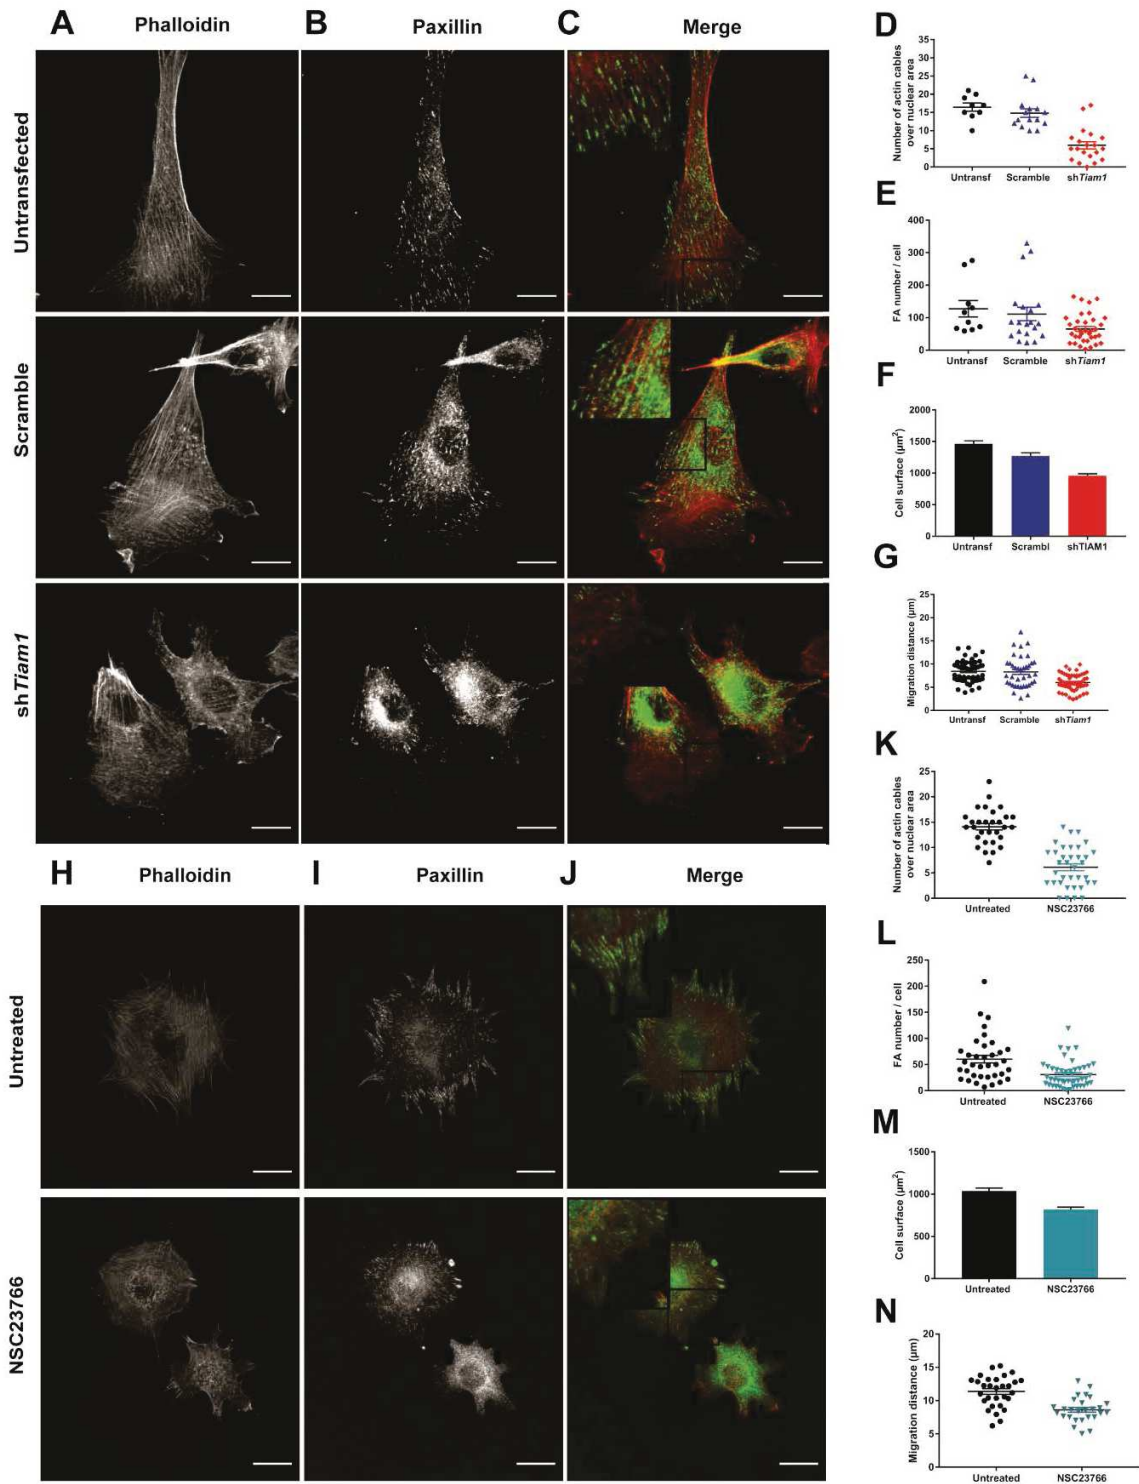 A Phalloidin B Paxillin C Merge
Untransfected
Scramble
shTiam1
D
Number of actin cables
over nuclear area
35
30
25
20
15
10
5
0
Untransf Scramble shTiam1
E
FA number / cell
400
300
200
100
0
Untransf Scramble shTiam1
F
Cell surface (µm²)
2000
1500
1000
500
0
Untransf Scrambl shTIAM1
G
Migration distance (µm)
25
20
15
10
5
0
Untransf Scramble shTiam1
H Phalloidin I Paxillin J Merge
Untreated
NSC23766
K
Number of actin cables
over nuclear area
25
20
15
10
5
0
Untreated NSC23766
L
FA number / cell
250
200
150
100
50
0
Untreated NSC23766
M
Cell surface (µm²)
1500
1000
500
0
Untreated NSC23766
N
Migration distance (µm)
20
15
10
5
0
Untreated NSC23766